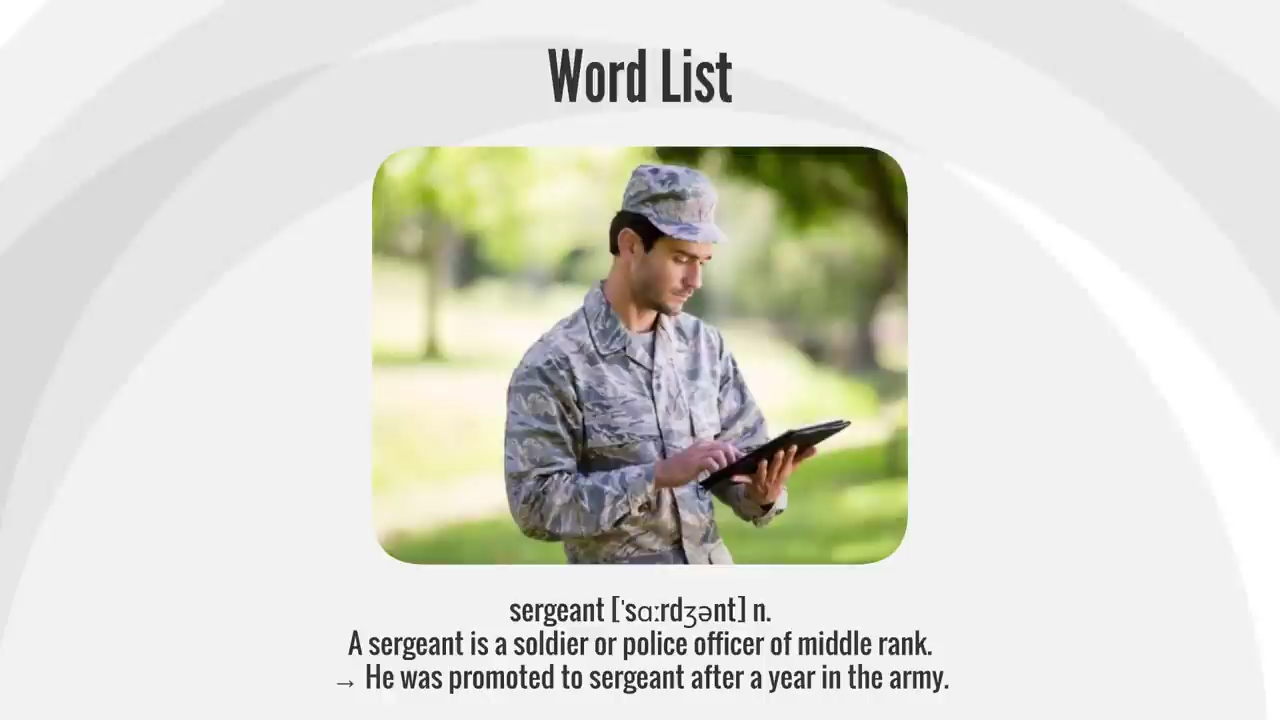 Word List
sergeant [ˈsɑːrdʒənt] n.
A sergeant is a soldier or police officer of middle rank.
→ He was promoted to sergeant after a year in the army.